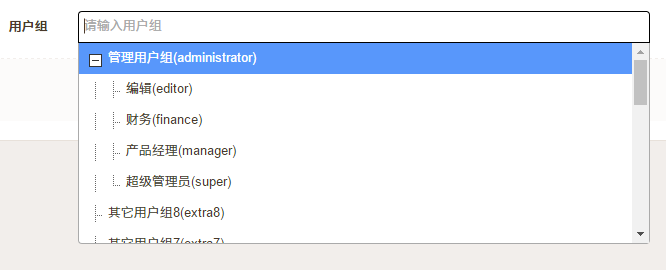 用户组
请输入用户组
管理用户组(administrator)
编辑(editor)
财务(finance)
产品经理(manager)
超级管理员(super)
其它用户组8(extra8)
其它用户组7(extra7)